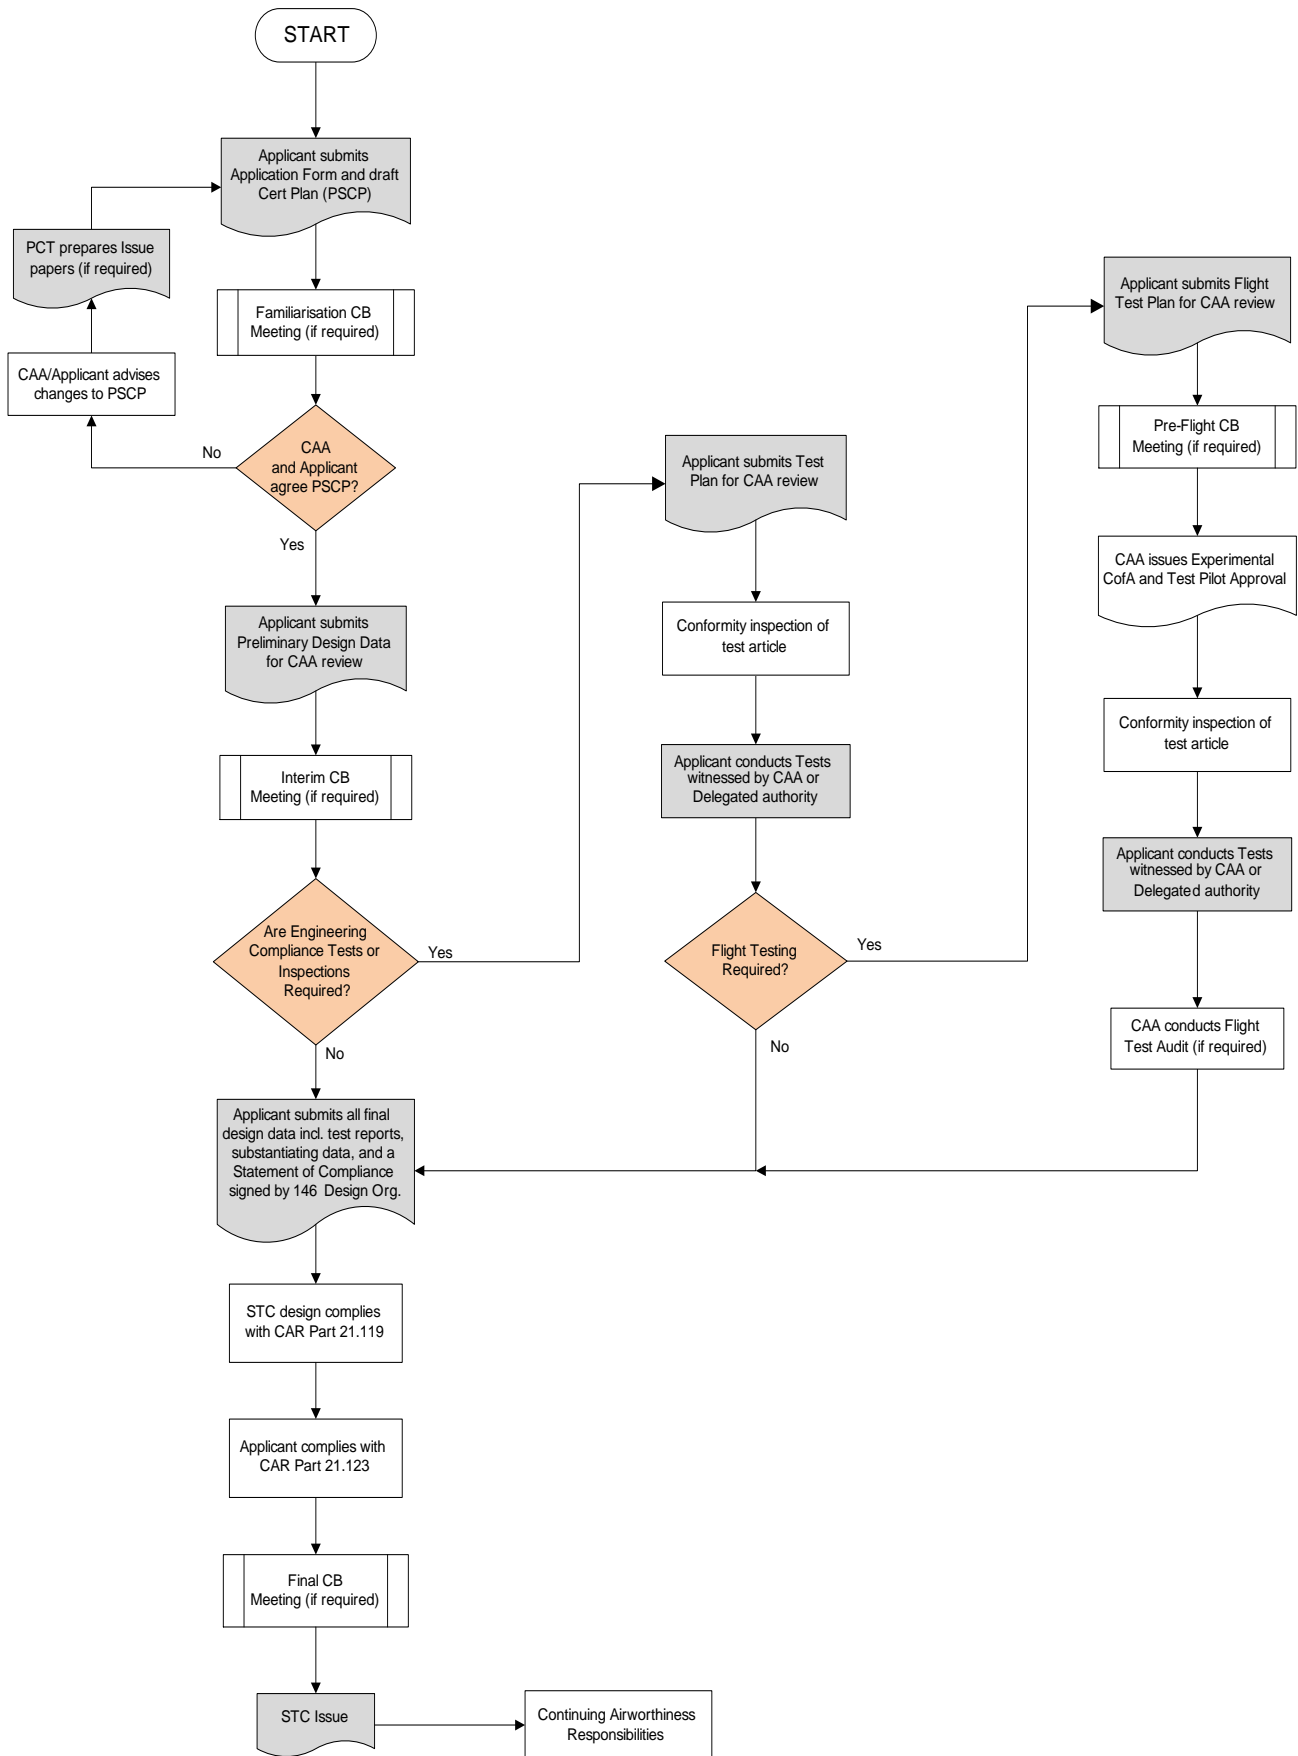 START
Applicant submits
Application Form and draft
Cert Plan (PSCP)
PCT prepares Issue
papers (if required)
Familiarisation CB
Meeting (if required)
CAA/Applicant advises
changes to PSCP
No
CAA
and Applicant
agree PSCP?
Yes
Applicant submits
Preliminary Design Data
for CAA review
Interim CB
Meeting (if required)
Are Engineering
Compliance Tests or
Inspections
Required?
Yes
No
Applicant submits Test
Plan for CAA review
Conformity inspection of
test article
Applicant conducts Tests
witnessed by CAA or
Delegated authority
Flight Testing
Required?
Yes
No
Applicant submits Flight
Test Plan for CAA review
Pre-Flight CB
Meeting (if required)
CAA issues Experimental
CofA and Test Pilot Approval
Conformity inspection of
test article
Applicant conducts Tests
witnessed by CAA or
Delegated authority
CAA conducts Flight
Test Audit (if required)
Applicant submits all final
design data incl. test reports,
substantiating data, and a
Statement of Compliance
signed by 146 Design Org.
STC design complies
with CAR Part 21.119
Applicant complies with
CAR Part 21.123
Final CB
Meeting (if required)
STC Issue
Continuing Airworthiness
Responsibilities